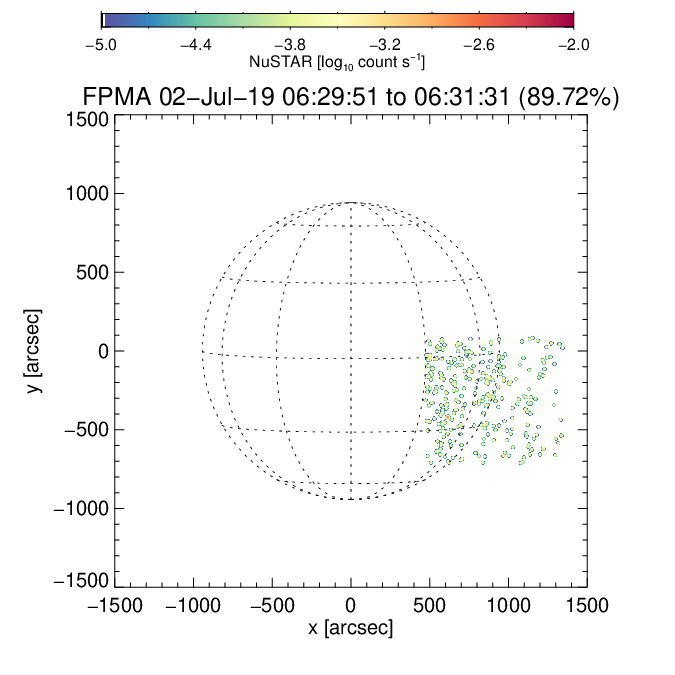 −5.0 −4.4 −3.8 −3.2 −2.6 −2.0
NuSTAR [log₁₀ count s⁻¹]
FPMA 02−Jul−19 06:29:51 to 06:31:31 (89.72%)
1500
1000
500
0
−500
−1000
−1500
y [arcsec]
−1500 −1000 −500 0 500 1000 1500
x [arcsec]